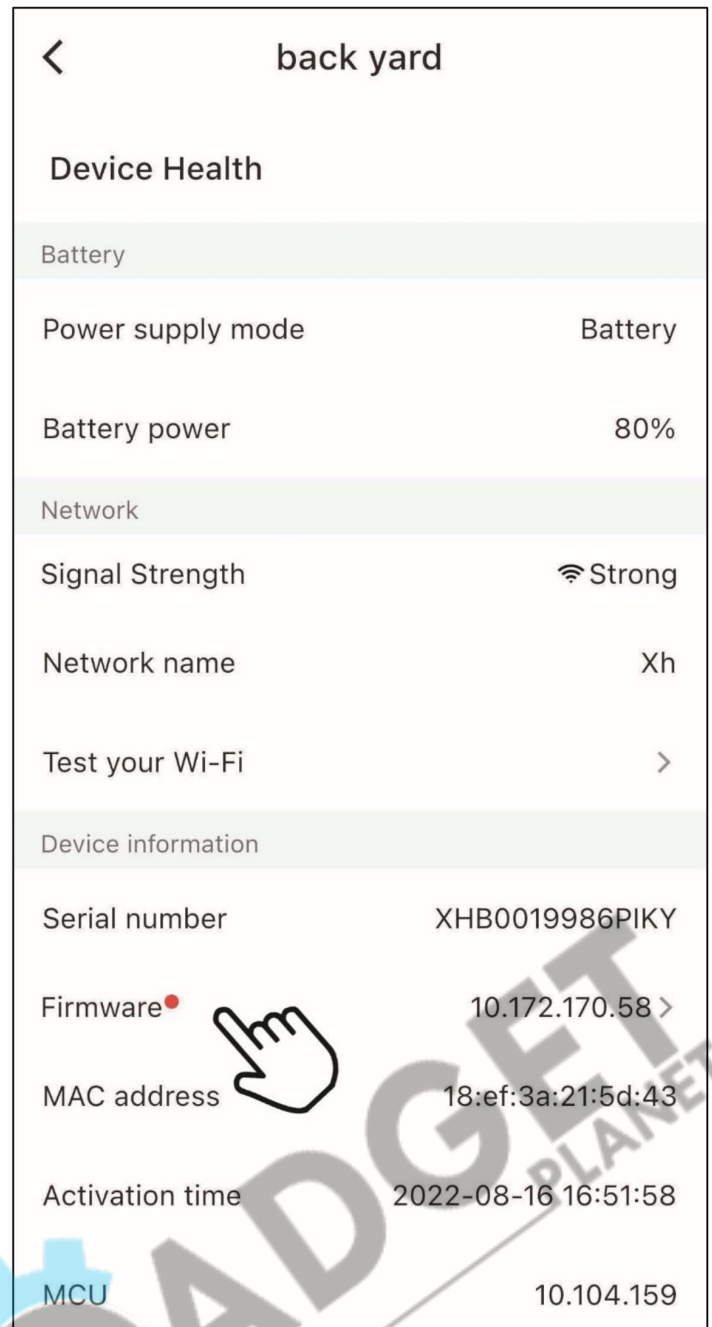 back yard
Device Health
Battery
Power supply mode Battery
Battery power 80%
Network
Signal Strength Strong
Network name Xh
Test your Wi-Fi >
Device information
Serial number XHB0019986PIKY
Firmware 10.172.170.58 >
MAC address 18:ef:3a:21:5d:43
Activation time 2022-08-16 16:51:58
MCU 10.104.159
GADGET
PLANET